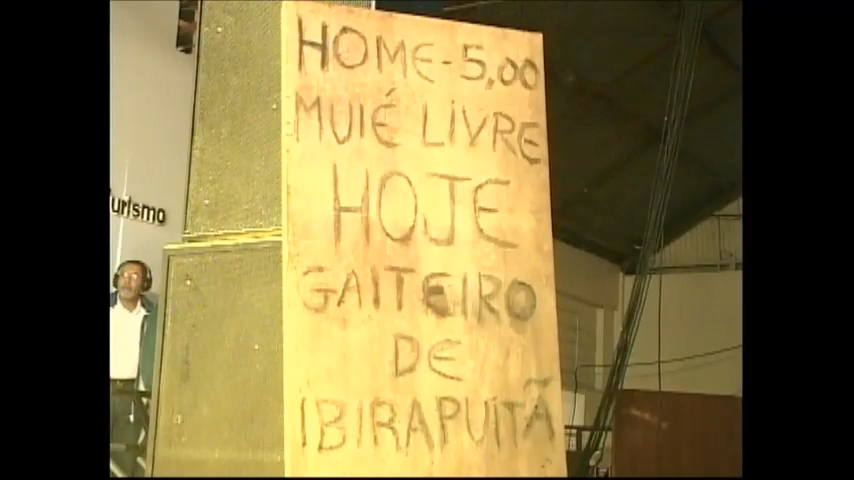 HOME-5,00
MUIÉ LIVRE
HOJE
GAITEIRO
DE
IBIRAPUITÃ
urismo